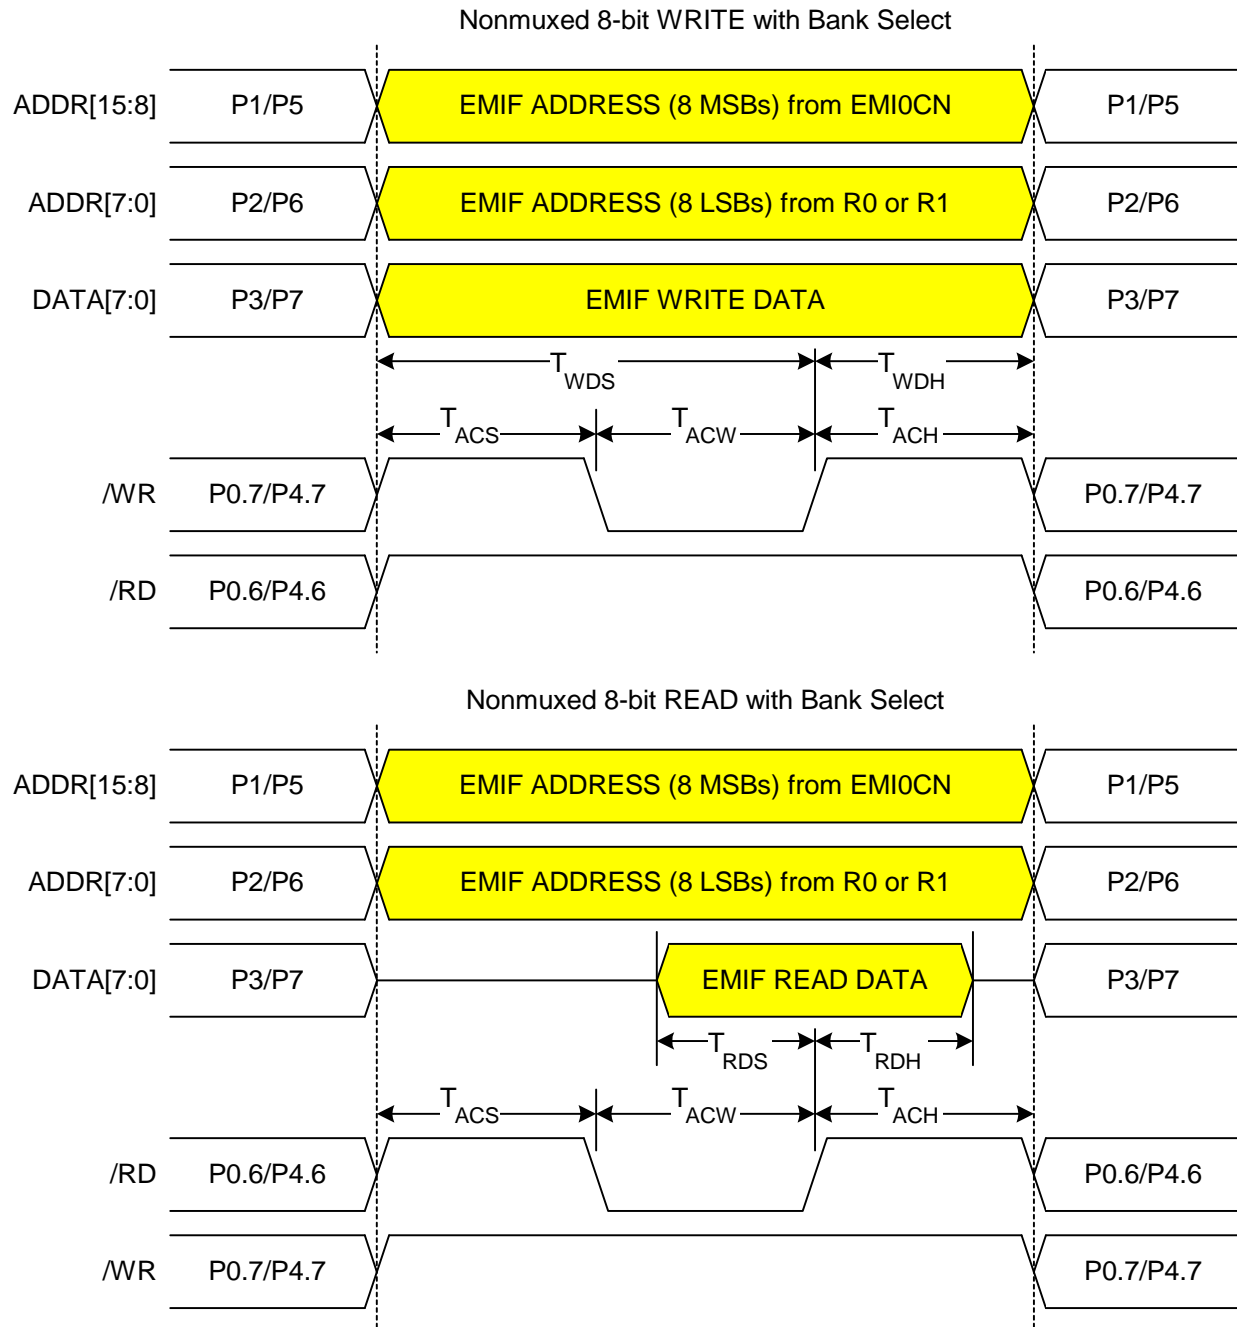 Nonmuxed 8-bit WRITE with Bank Select
ADDR[15:8] P1/P5 EMIF ADDRESS (8 MSBs) from EMI0CN P1/P5
ADDR[7:0] P2/P6 EMIF ADDRESS (8 LSBs) from R0 or R1 P2/P6
DATA[7:0] P3/P7 EMIF WRITE DATA P3/P7
TWDS TWDH
TACS TACW TACH
/WR P0.7/P4.7 P0.7/P4.7
/RD P0.6/P4.6 P0.6/P4.6
Nonmuxed 8-bit READ with Bank Select
ADDR[15:8] P1/P5 EMIF ADDRESS (8 MSBs) from EMI0CN P1/P5
ADDR[7:0] P2/P6 EMIF ADDRESS (8 LSBs) from R0 or R1 P2/P6
DATA[7:0] P3/P7 EMIF READ DATA P3/P7
TRDS TRDH
TACS TACW TACH
/RD P0.6/P4.6 P0.6/P4.6
/WR P0.7/P4.7 P0.7/P4.7